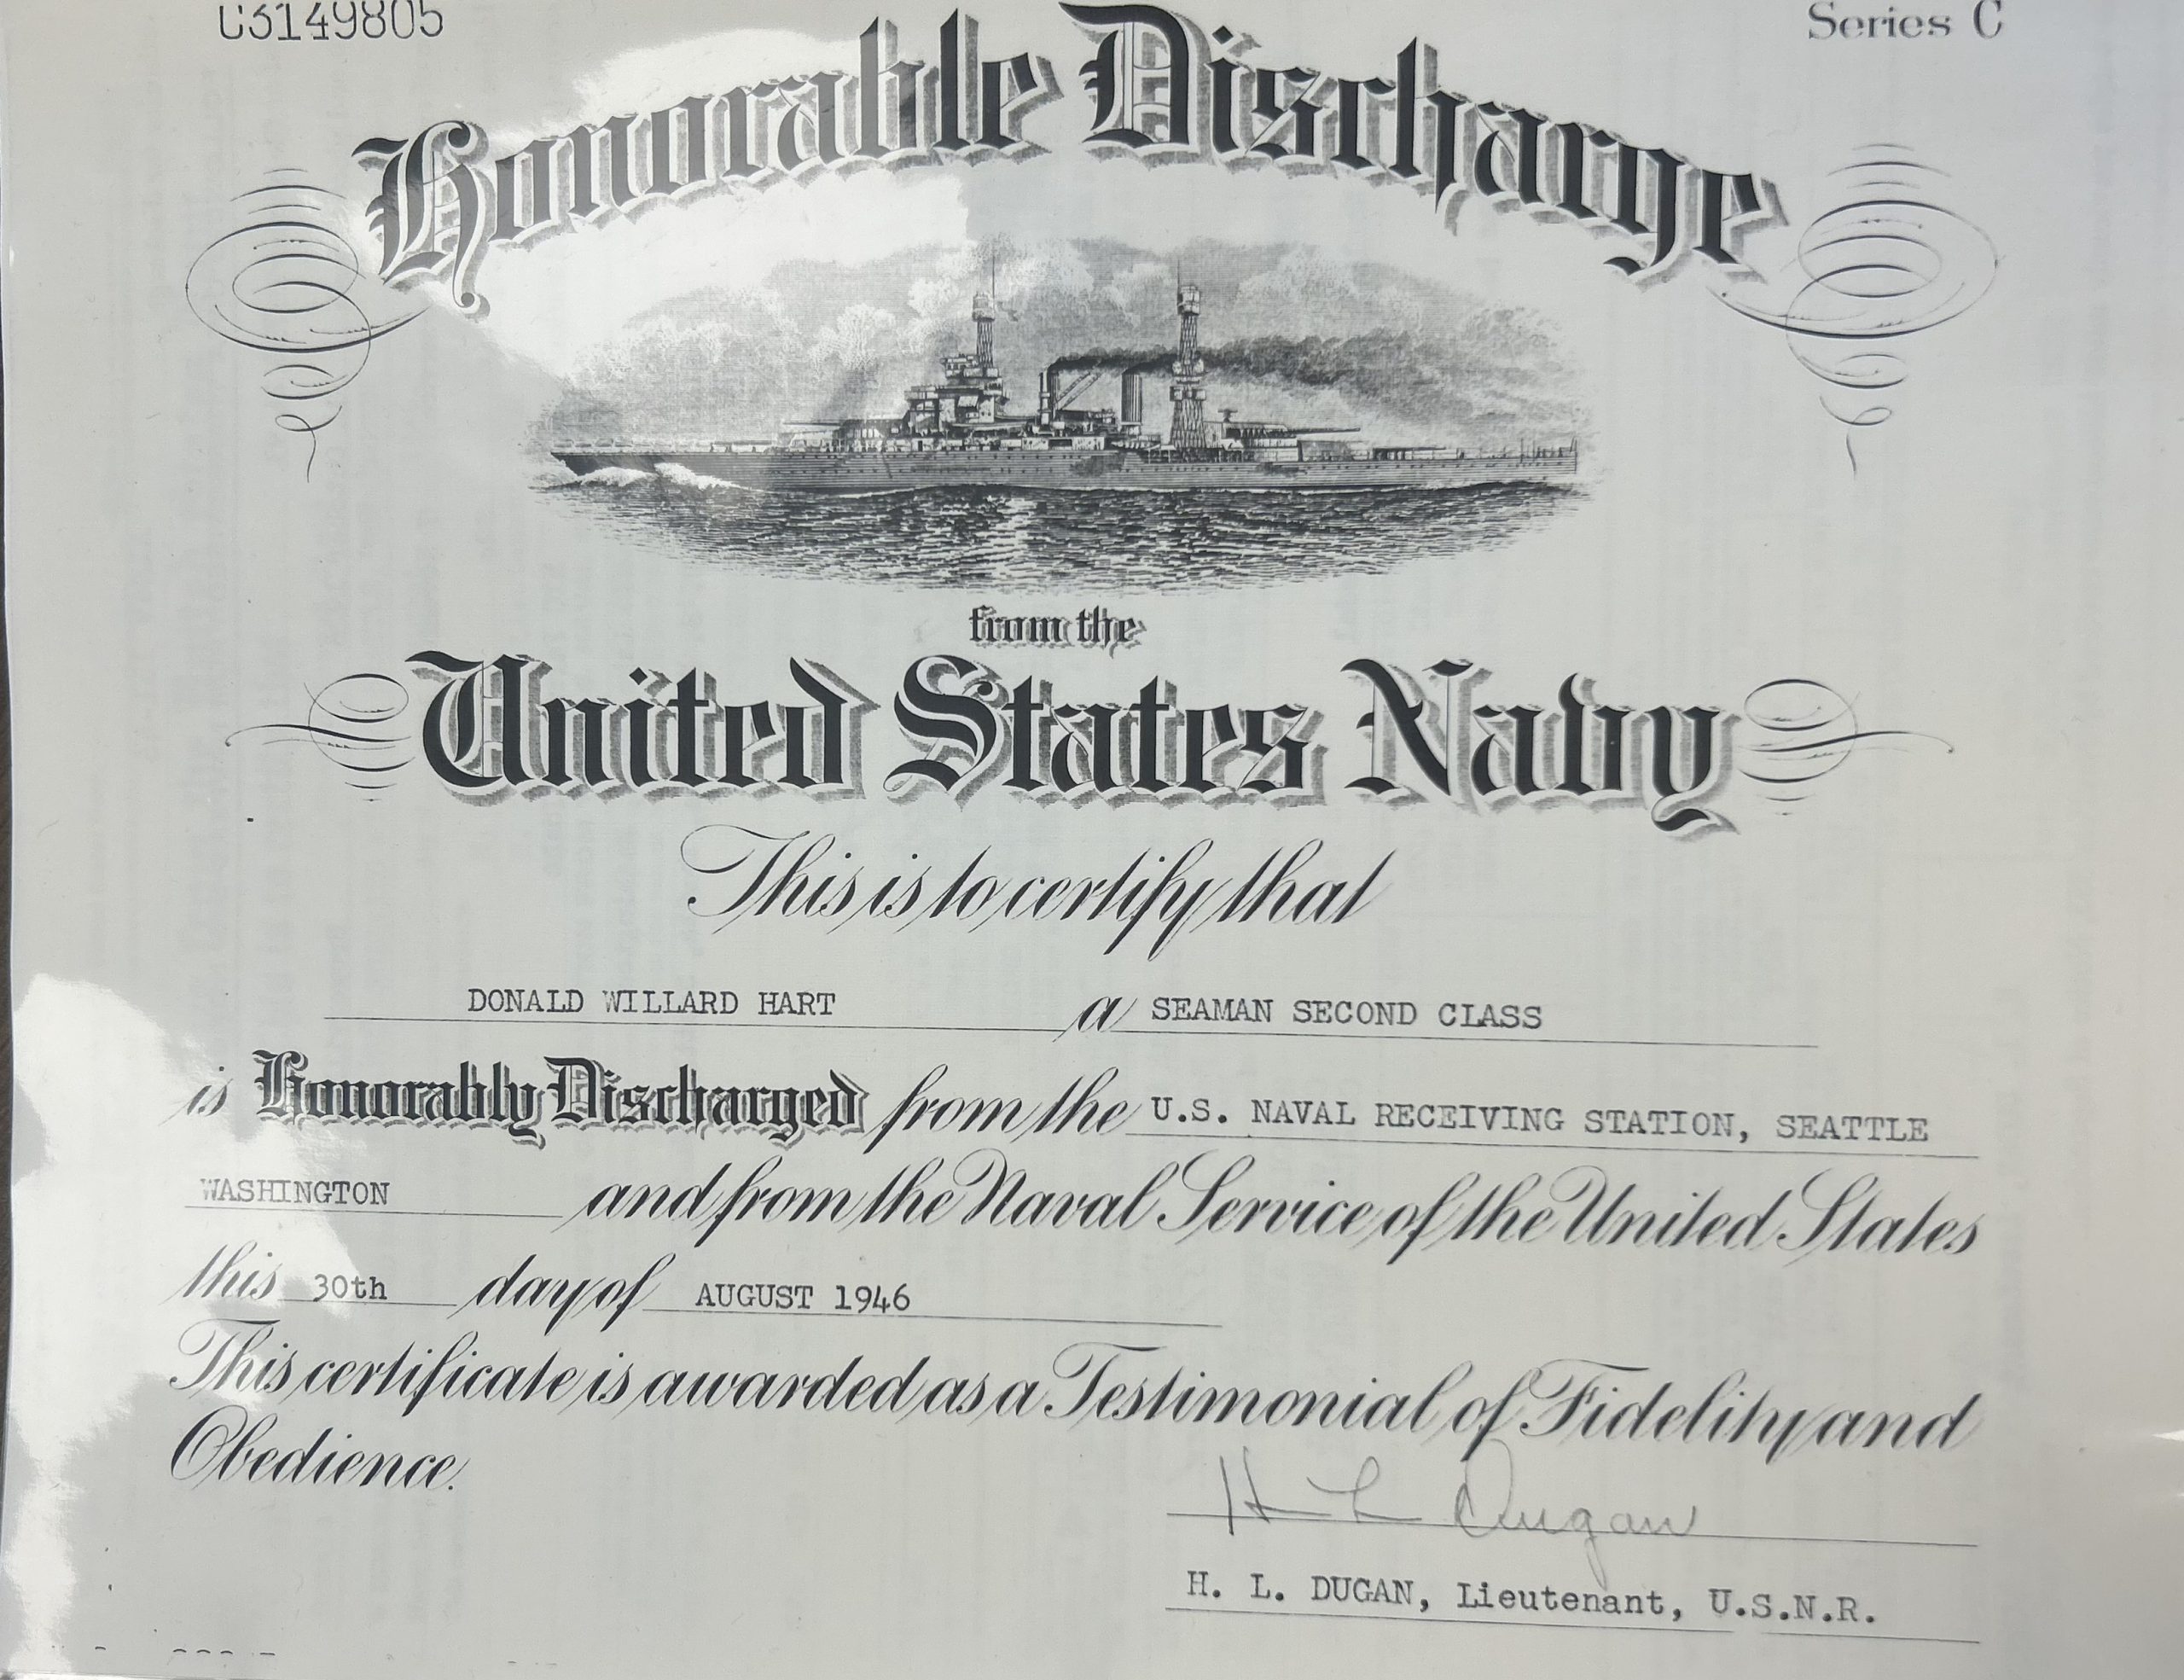 C3149805
Series C
Honorable Discharge
from the
United States Navy
This is to certify that
DONALD WILLARD HART a SEAMAN SECOND CLASS
is Honorably Discharged from the U.S. NAVAL RECEIVING STATION, SEATTLE
WASHINGTON and from the Naval Service of the United States
this 30th day of AUGUST 1946
This certificate is awarded as a Testimonial of Fidelity and
Obedience.
H L Dugan
H. L. DUGAN, Lieutenant, U.S.N.R.